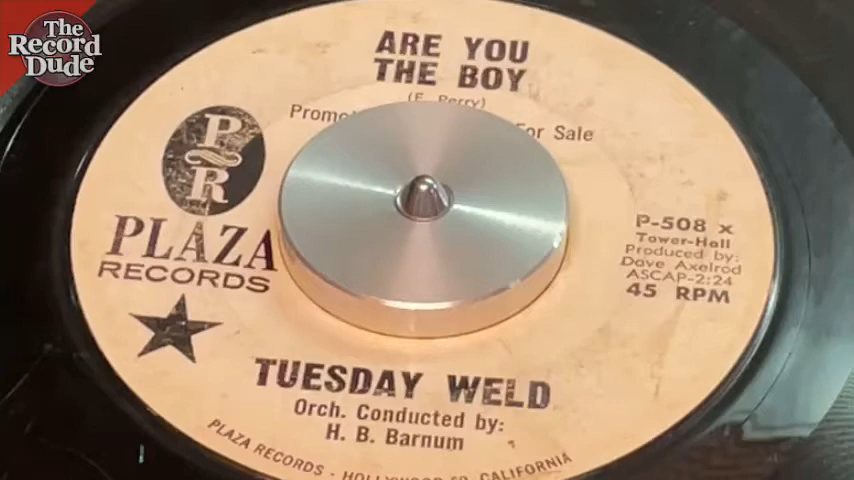 The
Record
Dude
ARE YOU
THE BOY
(E. Perry)
For Sale
P
R
PLAZA
RECORDS
P-508 x
Tower-Hall
Produced by:
Dave Axelrod
ASCAP-2:24
45 RPM
TUESDAY WELD
Orch. Conducted by:
H. B. Barnum
PLAZA RECORDS - CALIFORNIA